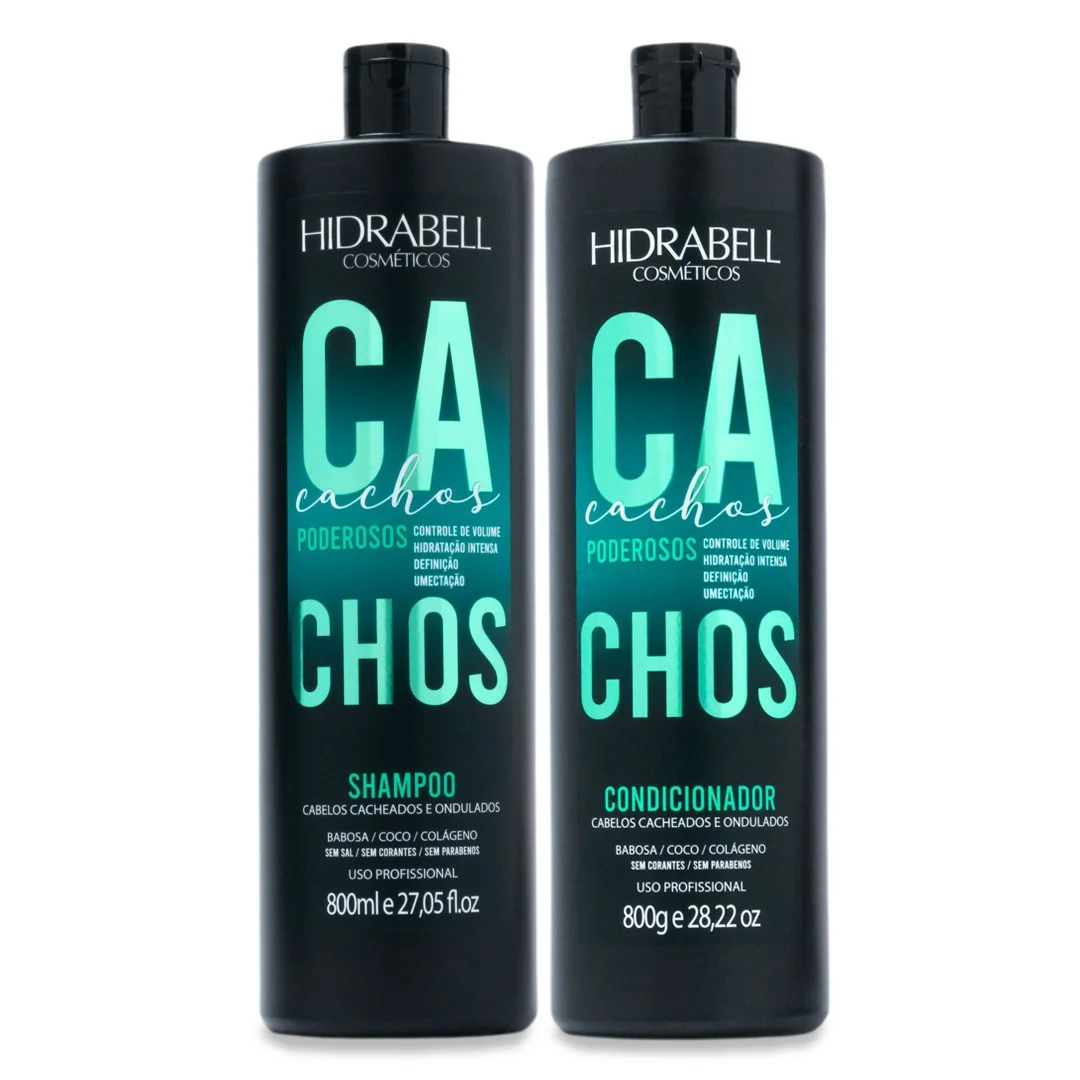 HIDRABELL
COSMÉTICOS
CA
cachos
PODEROSOS
CONTROLE DE VOLUME
HIDRATAÇÃO INTENSA
DEFINIÇÃO
UMECTAÇÃO
CHOS
SHAMPOO
CABELOS CACHEADOS E ONDULADOS
BABOSA / COCO / COLÁGENO
SEM SAL / SEM CORANTES / SEM PARABENOS
USO PROFISSIONAL
800ml e 27,05 fl.oz
HIDRABELL
COSMÉTICOS
CA
cachos
PODEROSOS
CONTROLE DE VOLUME
HIDRATAÇÃO INTENSA
DEFINIÇÃO
UMECTAÇÃO
CHOS
CONDICIONADOR
CABELOS CACHEADOS E ONDULADOS
BABOSA / COCO / COLÁGENO
SEM CORANTES / SEM PARABENOS
USO PROFISSIONAL
800g e 28,22 oz